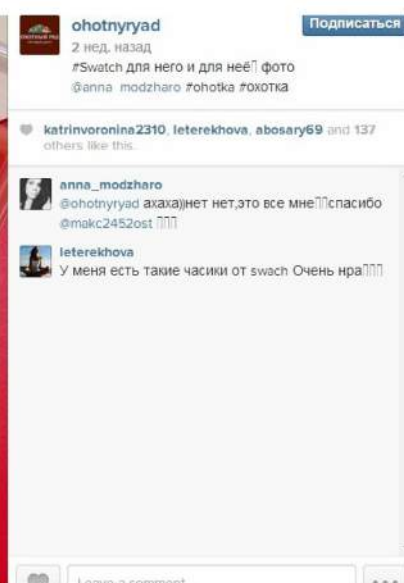 ohotnyryad
Подписаться
2 нед. назад
#Swatch для него и для неё фото
@anna_modzharo #ohotka #охотка
katrinvoronina2310, leterekhova, abosary69 and 137
others like this.
anna_modzharo
@ohotnyryad ахаха))нет нет,это все мне спасибо
@makc2452ost
leterekhova
У меня есть такие часики от swach Очень нра
Leave a comment